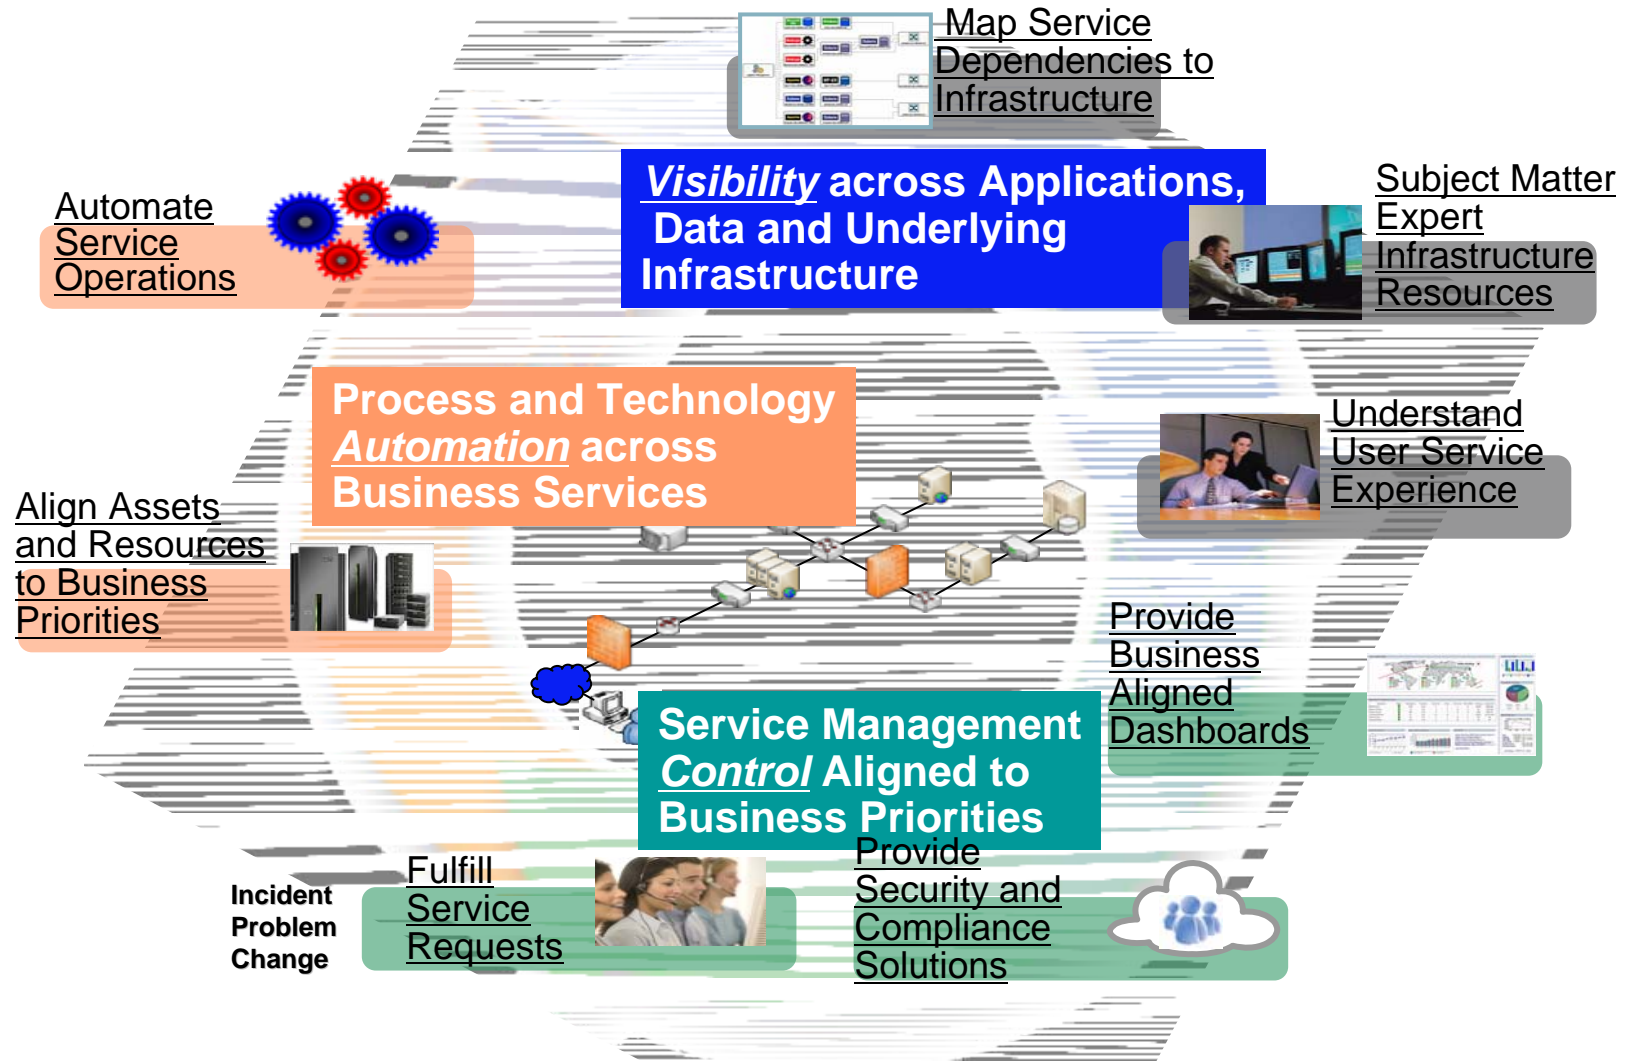 Map Service
Dependencies to
Infrastructure
Visibility across Applications,
Data and Underlying
Infrastructure
Subject Matter
Expert
Infrastructure
Resources
Automate
Service
Operations
Process and Technology
Automation across
Business Services
Understand
User Service
Experience
Align Assets
and Resources
to Business
Priorities
Provide
Business
Aligned
Dashboards
Service Management
Control Aligned to
Business Priorities
Incident
Problem
Change
Fulfill
Service
Requests
Provide
Security and
Compliance
Solutions